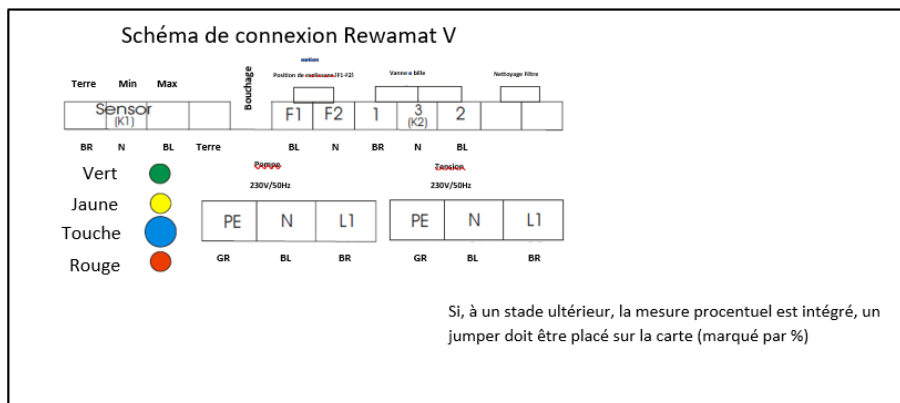 Schéma de connexion Rewamat V
Bouchage
Position de (F1-F2)
Vanne e bille
Nettoyage Filtre
Terre Min Max
Sensor
(K1)
F1 F2 1 3 2
(K2)
BR N BL Terre BL N BR N BL
Vert
Jaune
Touche
Rouge
Pompe
230V/50Hz
PE N L1
GR BL BR
Tension
230V/50Hz
PE N L1
GR BL BR
Si, à un stade ultérieur, la mesure procentuel est intégré, un
jumper doit être placé sur la carte (marqué par %)